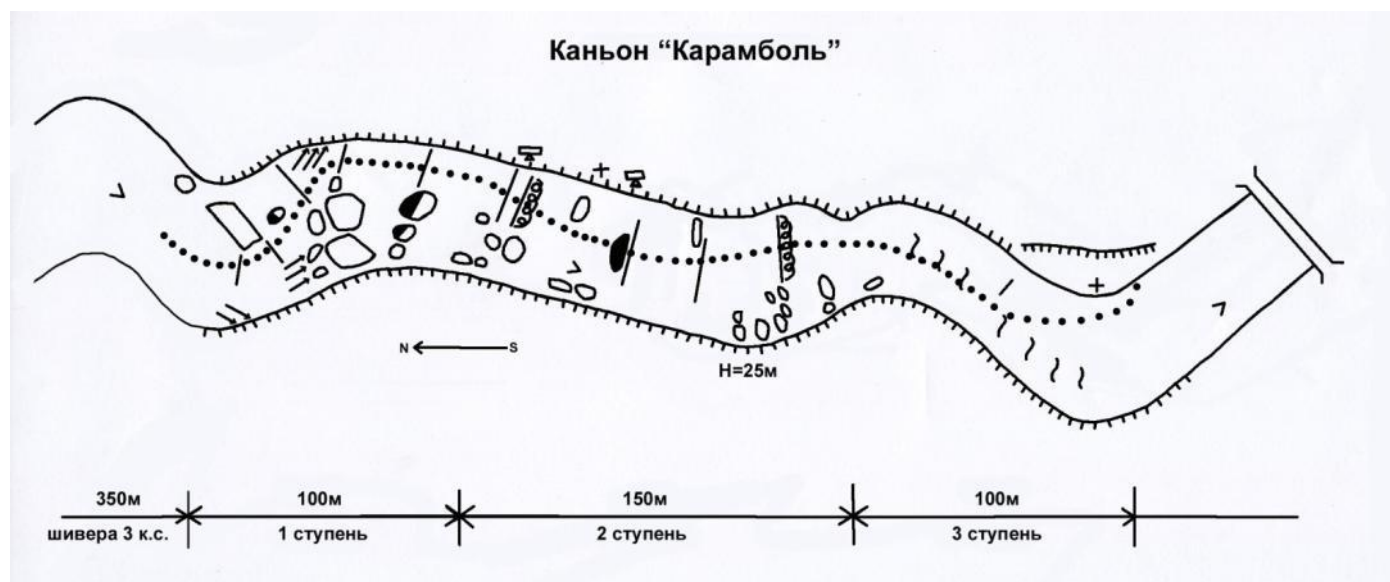 Каньон “Карамболь”
N S
H=25м
350м 100м 150м 100м
шивера 3 к.с. 1 ступень 2 ступень 3 ступень